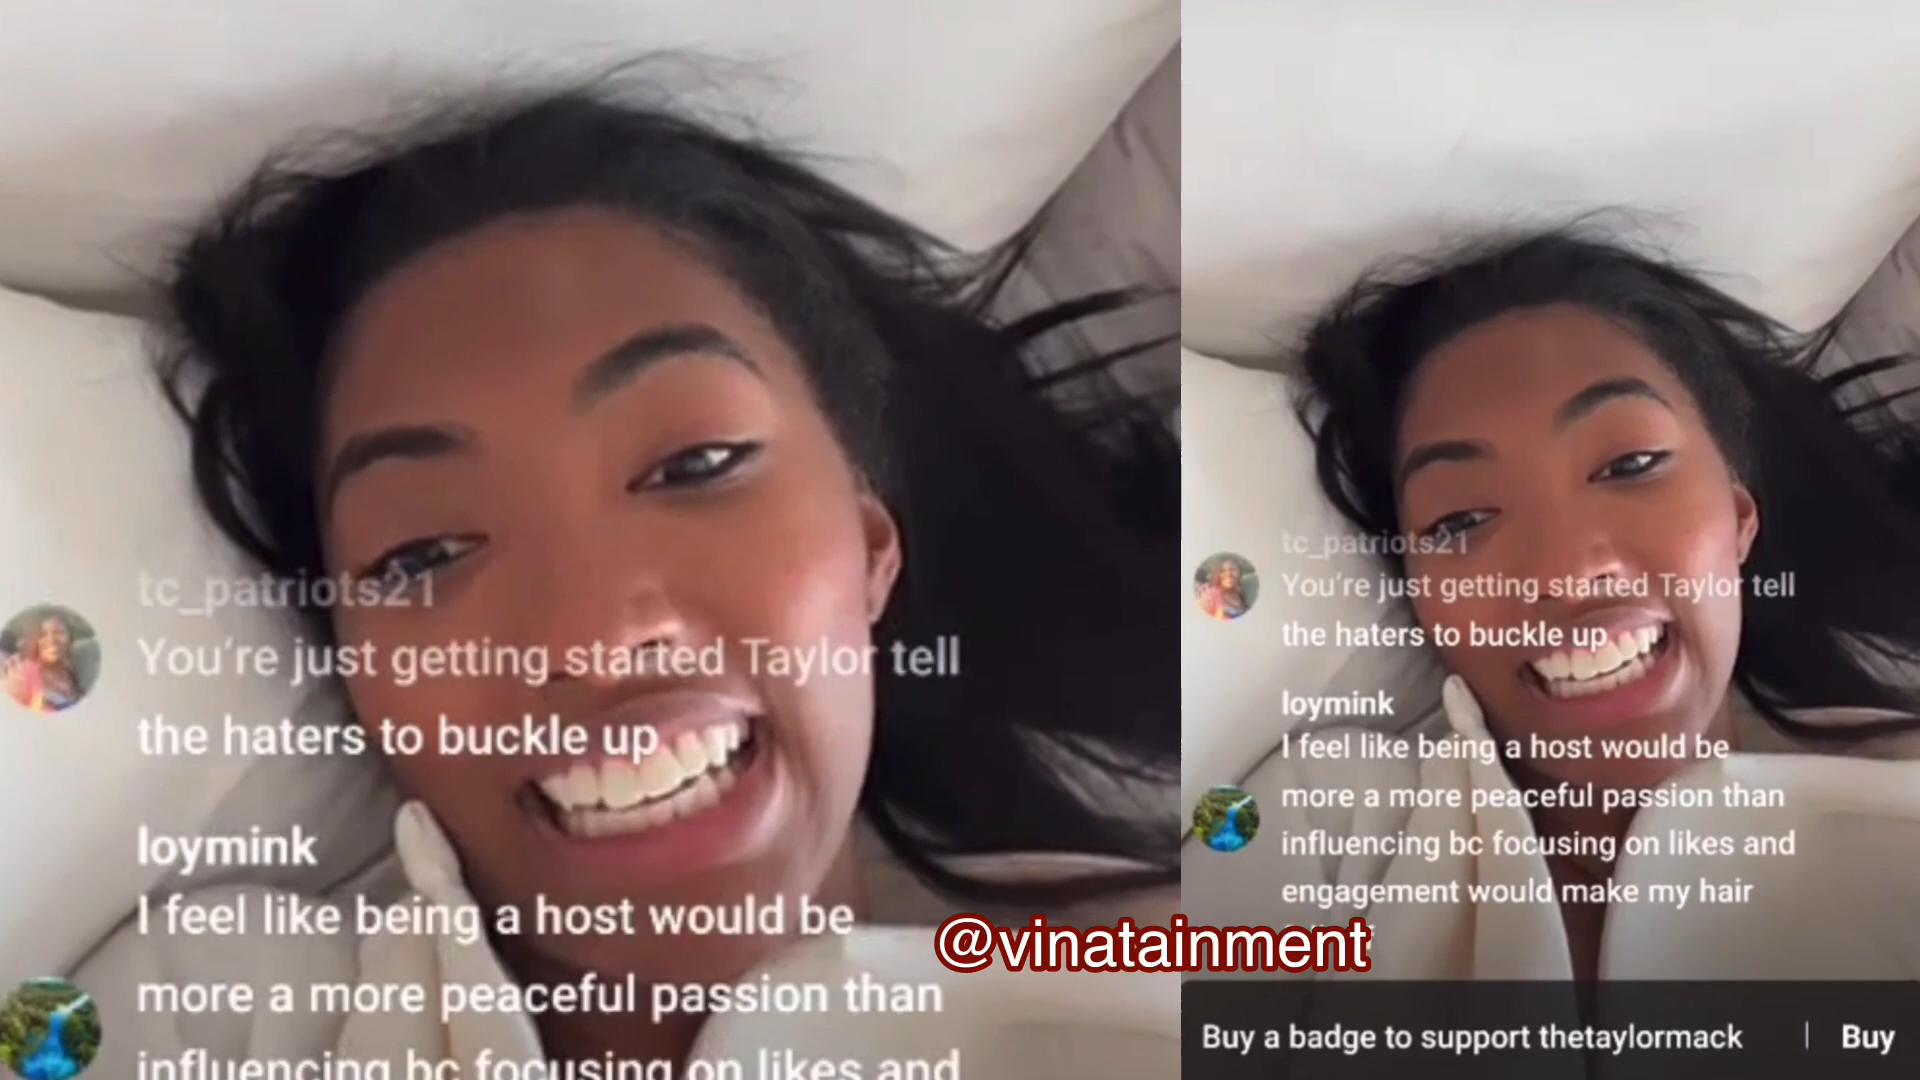 tc_patriots21
You're just getting started Taylor tell
the haters to buckle up
loymink
I feel like being a host would be
more a more peaceful passion than
influencing bc focusing on likes and
@vinatainment
tc_patriots21
You're just getting started Taylor tell
the haters to buckle up
loymink
I feel like being a host would be
more a more peaceful passion than
influencing bc focusing on likes and
engagement would make my hair
Buy a badge to support thetaylormack | Buy